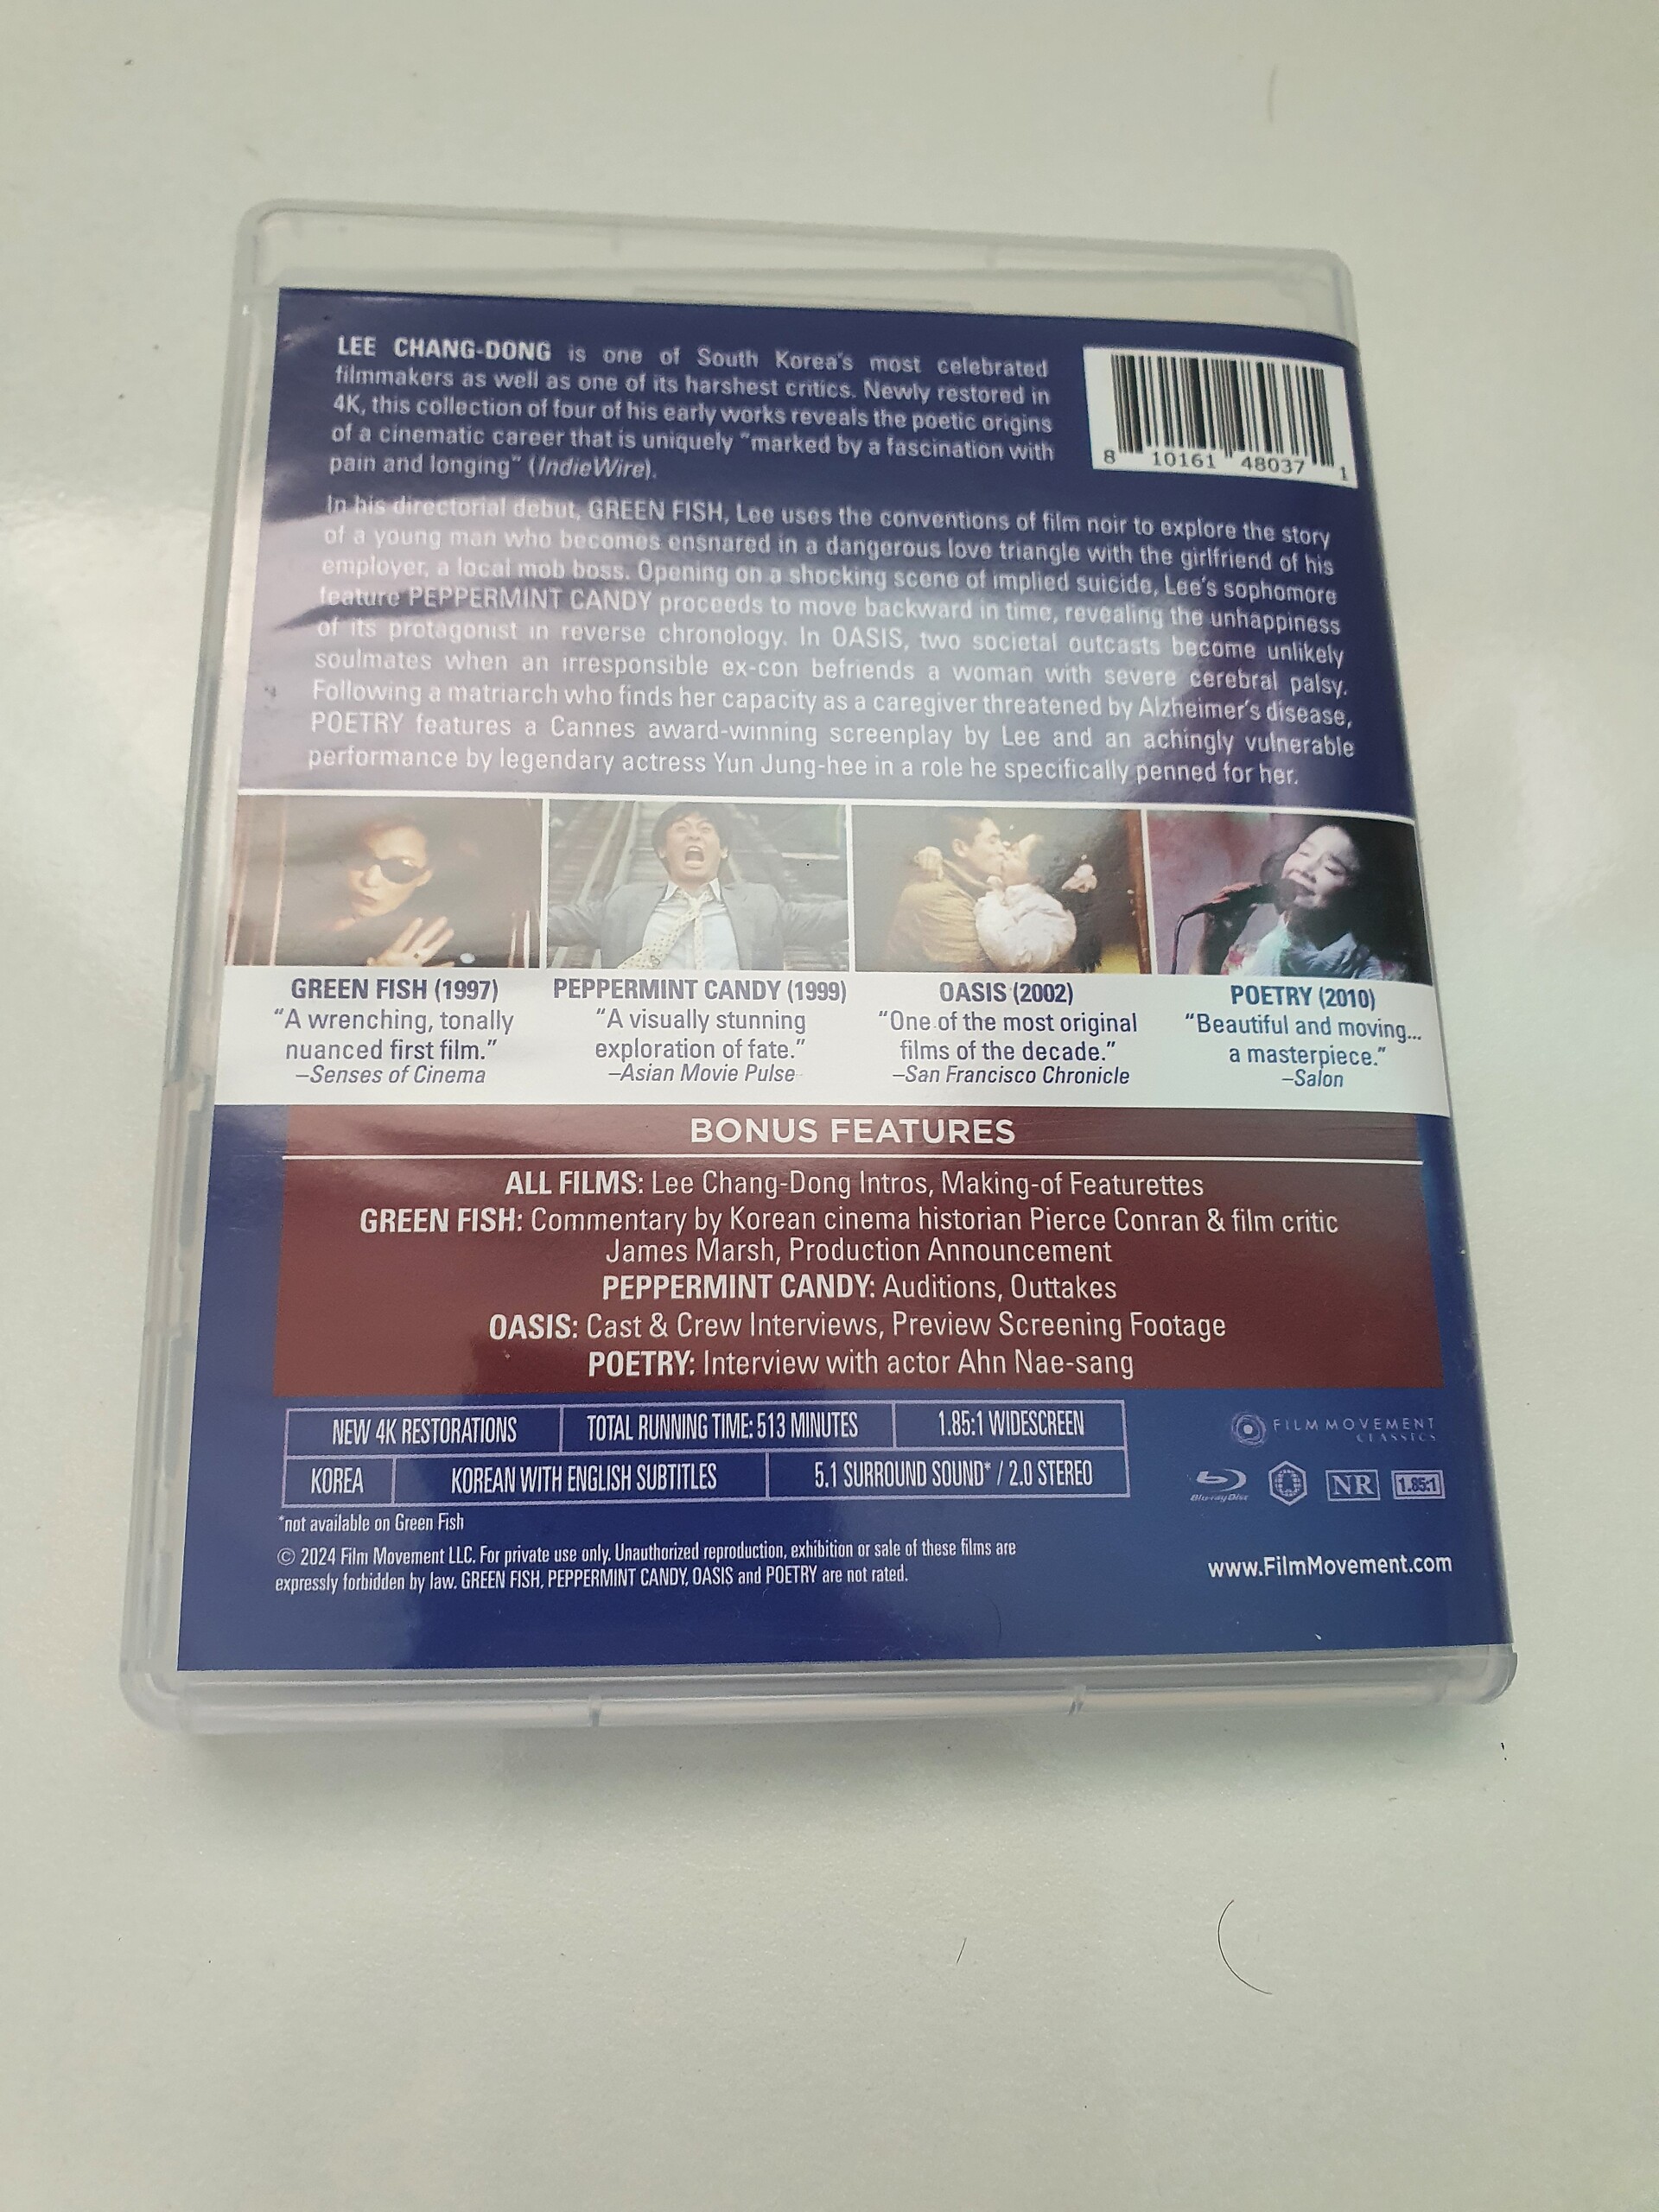 LEE CHANG-DONG is one of South Korea's most celebrated
filmmakers as well as one of its harshest critics. Newly restored in
4K, this collection of four of his early works reveals the poetic origins
of a cinematic career that is uniquely "marked by a fascination with
pain and longing" (IndieWire).
8 10161 48037 1
In his directorial debut, GREEN FISH, Lee uses the conventions of film noir to explore the story
of a young man who becomes ensnared in a dangerous love triangle with the girlfriend of his
employer, a local mob boss. Opening on a shocking scene of implied suicide, Lee's sophomore
feature PEPPERMINT CANDY proceeds to move backward in time, revealing the unhappiness
of its protagonist in reverse chronology. In OASIS, two societal outcasts become unlikely
soulmates when an irresponsible ex-con befriends a woman with severe cerebral palsy.
Following a matriarch who finds her capacity as a caregiver threatened by Alzheimer's disease,
POETRY features a Cannes award-winning screenplay by Lee and an achingly vulnerable
performance by legendary actress Yun Jung-hee in a role he specifically penned for her.
GREEN FISH (1997)
"A wrenching, tonally
nuanced first film."
–Senses of Cinema
PEPPERMINT CANDY (1999)
"A visually stunning
exploration of fate."
–Asian Movie Pulse
OASIS (2002)
"One of the most original
films of the decade."
–San Francisco Chronicle
POETRY (2010)
"Beautiful and moving...
a masterpiece."
–Salon
BONUS FEATURES
ALL FILMS: Lee Chang-Dong Intros, Making-of Featurettes
GREEN FISH: Commentary by Korean cinema historian Pierce Conran & film critic
James Marsh, Production Announcement
PEPPERMINT CANDY: Auditions, Outtakes
OASIS: Cast & Crew Interviews, Preview Screening Footage
POETRY: Interview with actor Ahn Nae-sang
NEW 4K RESTORATIONS
TOTAL RUNNING TIME: 513 MINUTES
1.85:1 WIDESCREEN
KOREA
KOREAN WITH ENGLISH SUBTITLES
5.1 SURROUND SOUND* / 2.0 STEREO
*not available on Green Fish
© 2024 Film Movement LLC. For private use only. Unauthorized reproduction, exhibition or sale of these films are
expressly forbidden by law. GREEN FISH, PEPPERMINT CANDY, OASIS and POETRY are not rated.
FILM MOVEMENT
CLASSICS
Blu-ray Disc
NR
1.85:1
www.FilmMovement.com